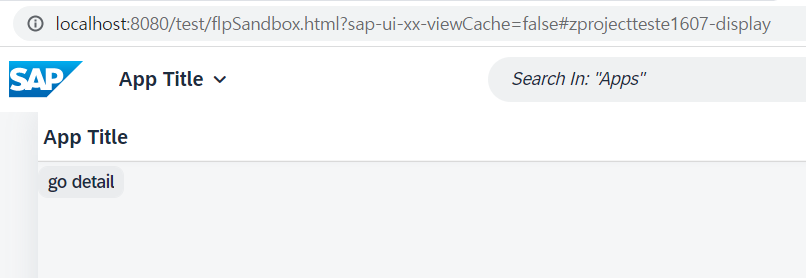 localhost:8080/test/flpSandbox.html?sap-ui-xx-viewCache=false#zprojectteste1607-display
SAP App Title Search In: "Apps"
App Title
go detail